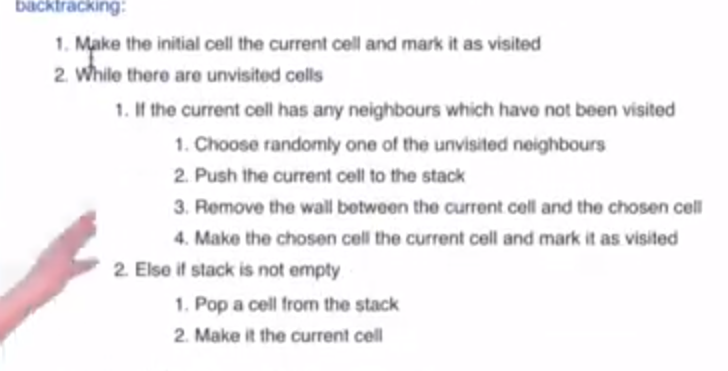 backtracking:
1. Make the initial cell the current cell and mark it as visited
2. While there are unvisited cells
1. If the current cell has any neighbours which have not been visited
1. Choose randomly one of the unvisited neighbours
2. Push the current cell to the stack
3. Remove the wall between the current cell and the chosen cell
4. Make the chosen cell the current cell and mark it as visited
2. Else if stack is not empty
1. Pop a cell from the stack
2. Make it the current cell